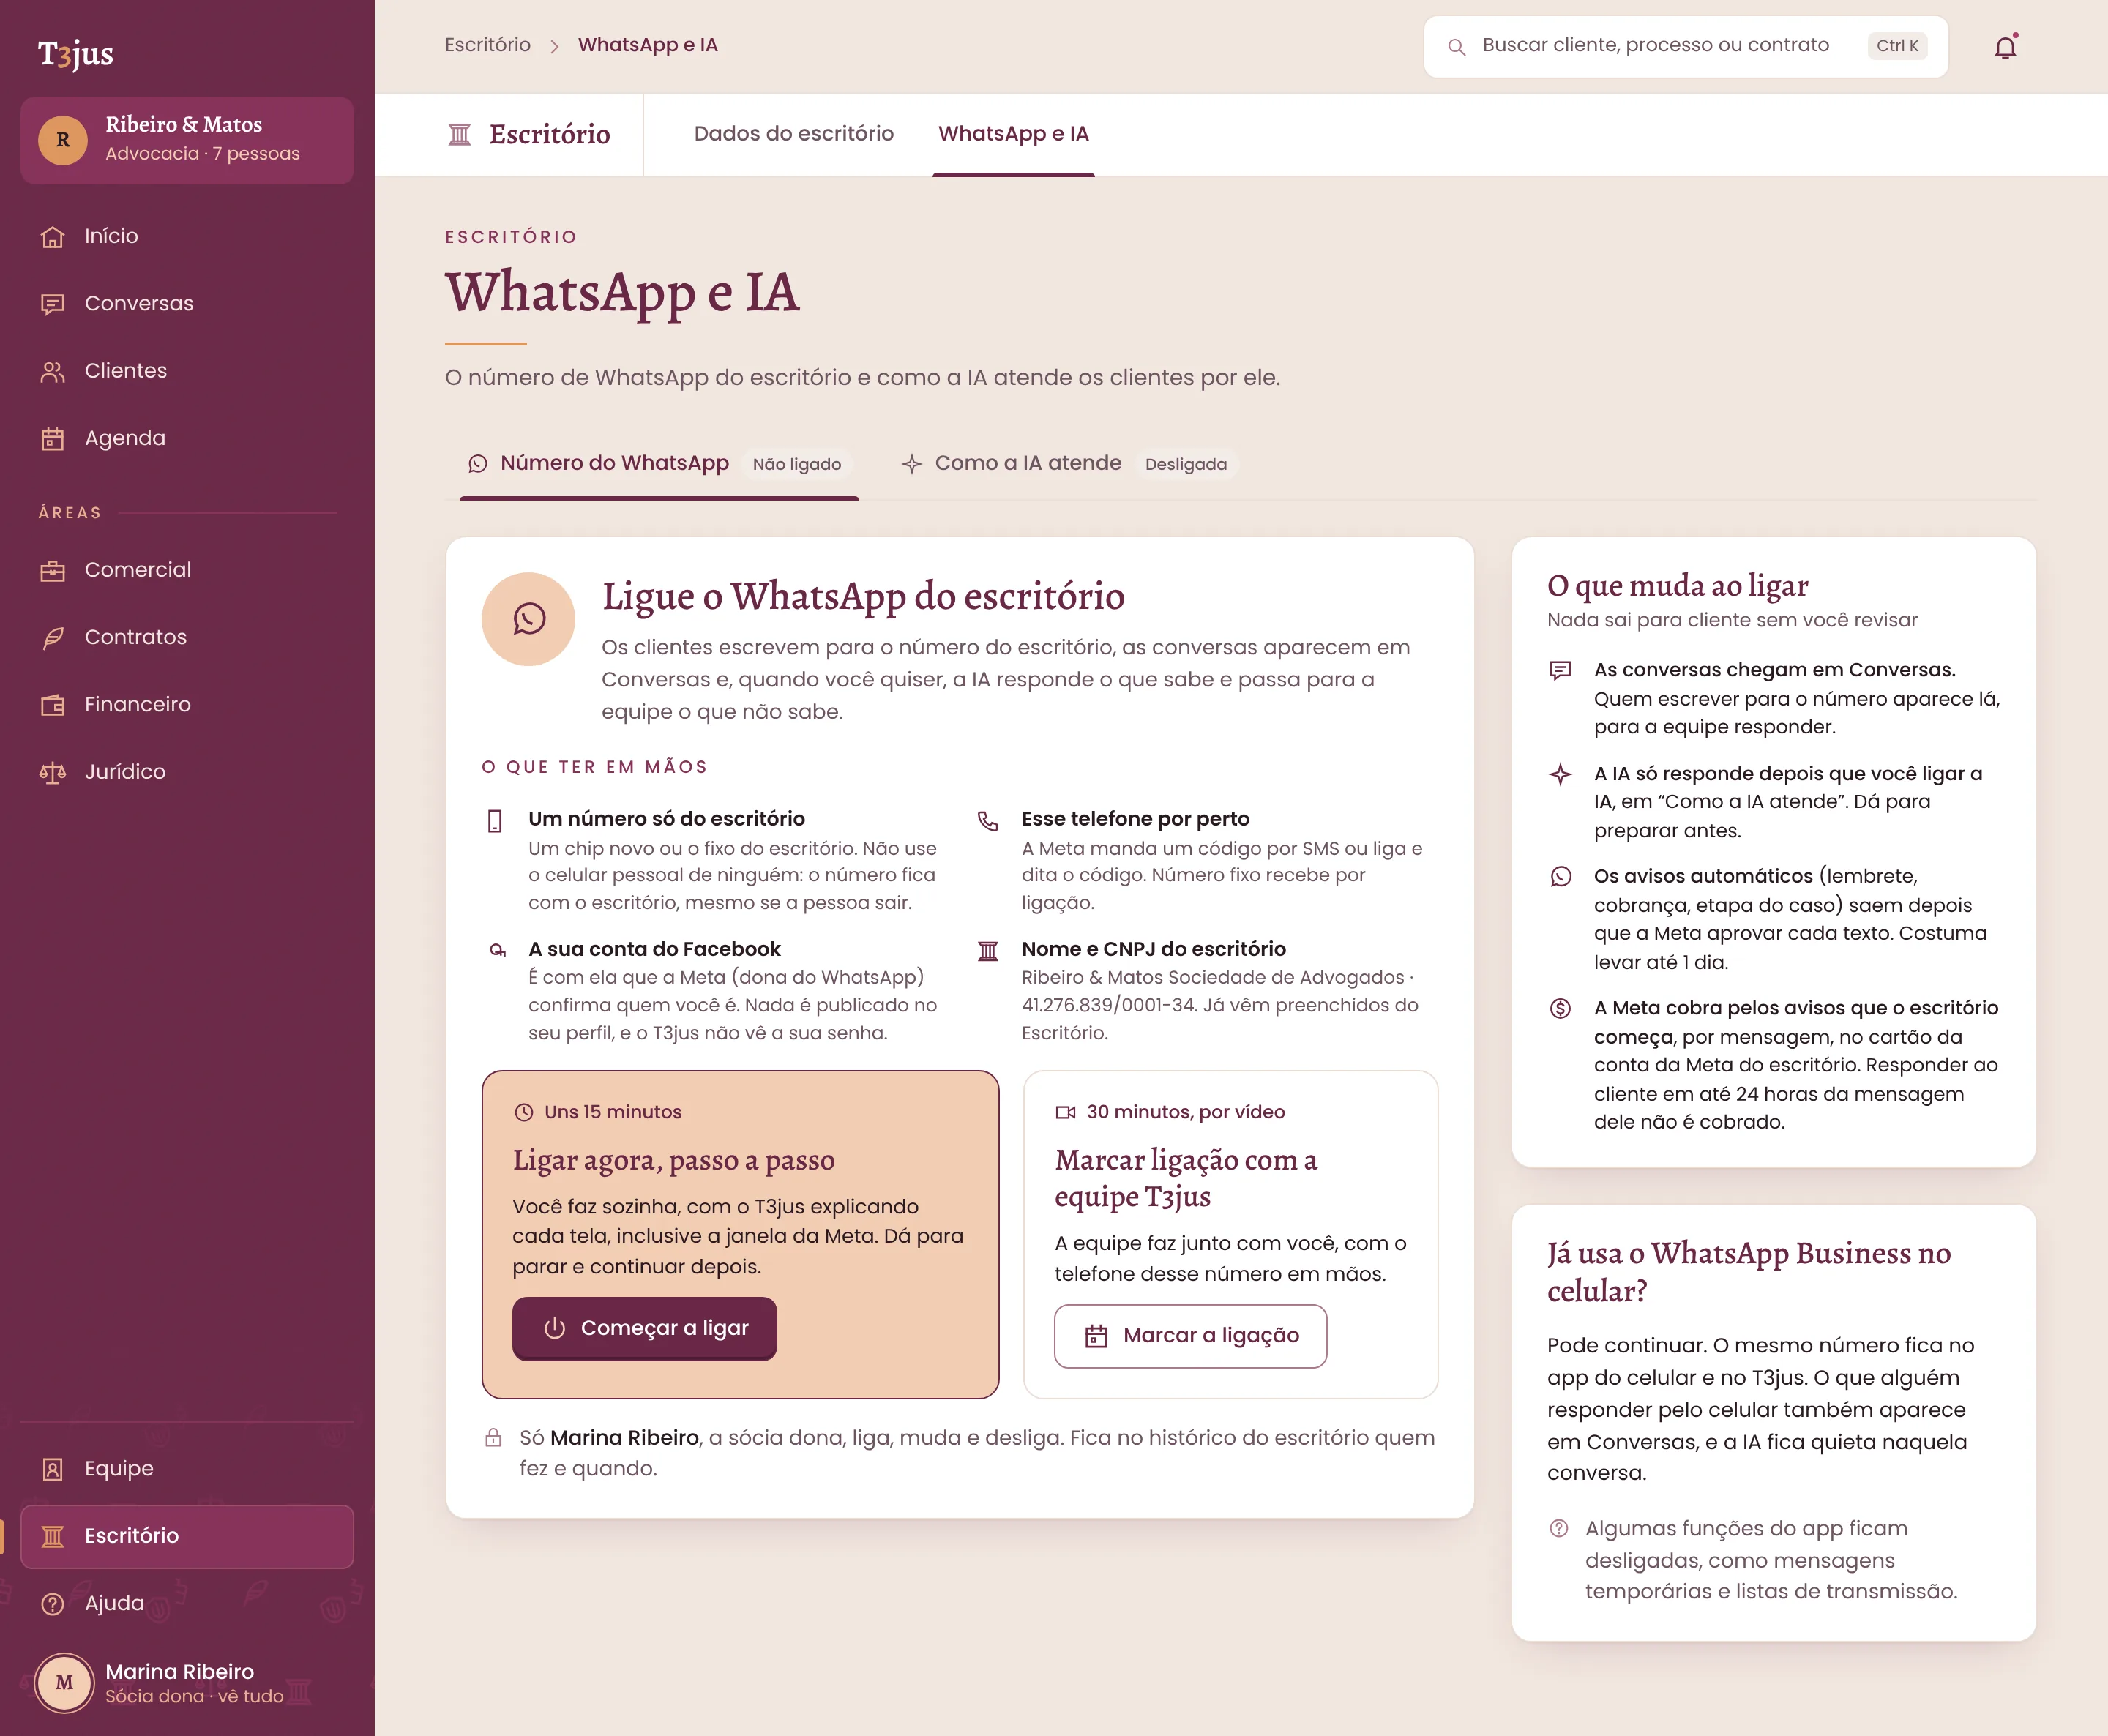 T3jus
R
Ribeiro & Matos
Advocacia · 7 pessoas
Início
Conversas
Clientes
Agenda
ÁREAS
Comercial
Contratos
Financeiro
Jurídico
Equipe
Escritório
Ajuda
M
Marina Ribeiro
Sócia dona · vê tudo
Escritório > WhatsApp e IA
Buscar cliente, processo ou contrato
Ctrl K
Escritório
Dados do escritório
WhatsApp e IA
ESCRITÓRIO
WhatsApp e IA
O número de WhatsApp do escritório e como a IA atende os clientes por ele.
Número do WhatsApp
Não ligado
Como a IA atende
Desligada
Ligue o WhatsApp do escritório
Os clientes escrevem para o número do escritório, as conversas aparecem em
Conversas e, quando você quiser, a IA responde o que sabe e passa para a
equipe o que não sabe.
O QUE TER EM MÃOS
Um número só do escritório
Um chip novo ou o fixo do escritório. Não use
o celular pessoal de ninguém: o número fica
com o escritório, mesmo se a pessoa sair.
Esse telefone por perto
A Meta manda um código por SMS ou liga e
dita o código. Número fixo recebe por
ligação.
A sua conta do Facebook
É com ela que a Meta (dona do WhatsApp)
confirma quem você é. Nada é publicado no
seu perfil, e o T3jus não vê a sua senha.
Nome e CNPJ do escritório
Ribeiro & Matos Sociedade de Advogados ·
41.276.839/0001-34. Já vêm preenchidos do
Escritório.
Uns 15 minutos
Ligar agora, passo a passo
Você faz sozinha, com o T3jus explicando
cada tela, inclusive a janela da Meta. Dá para
parar e continuar depois.
Começar a ligar
30 minutos, por vídeo
Marcar ligação com a
equipe T3jus
A equipe faz junto com você, com o
telefone desse número em mãos.
Marcar a ligação
Só Marina Ribeiro, a sócia dona, liga, muda e desliga. Fica no histórico do escritório quem
fez e quando.
O que muda ao ligar
Nada sai para cliente sem você revisar
As conversas chegam em Conversas.
Quem escrever para o número aparece lá,
para a equipe responder.
A IA só responde depois que você ligar a
IA, em “Como a IA atende”. Dá para
preparar antes.
Os avisos automáticos (lembrete,
cobrança, etapa do caso) saem depois
que a Meta aprovar cada texto. Costuma
levar até 1 dia.
A Meta cobra pelos avisos que o escritório
começa, por mensagem, no cartão da
conta da Meta do escritório. Responder ao
cliente em até 24 horas da mensagem
dele não é cobrado.
Já usa o WhatsApp Business no
celular?
Pode continuar. O mesmo número fica no
app do celular e no T3jus. O que alguém
responder pelo celular também aparece
em Conversas, e a IA fica quieta naquela
conversa.
Algumas funções do app ficam
desligadas, como mensagens
temporárias e listas de transmissão.